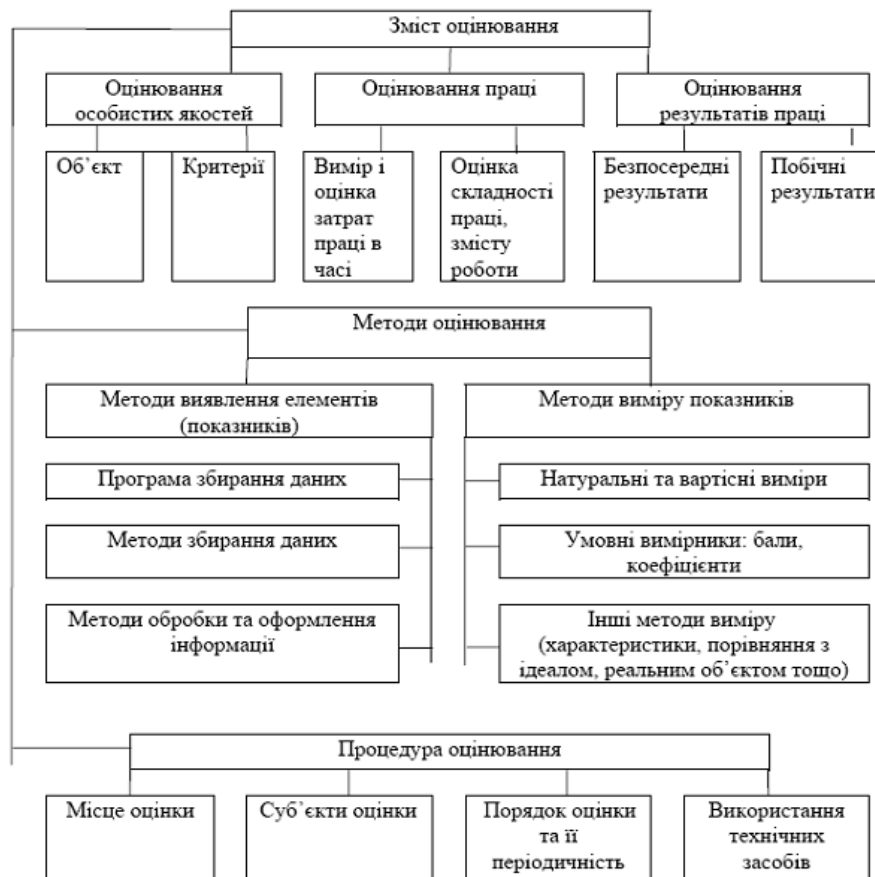 Зміст оцінювання
Оцінювання
особистих якостей
Оцінювання праці
Оцінювання
результатів праці
Об’єкт
Критерії
Вимір і
оцінка
затрат
праці в
часі
Оцінка
складності
праці,
змісту
роботи
Безпосередні
результати
Побічні
результати
Методи оцінювання
Методи виявлення елементів
(показників)
Методи виміру показників
Програма збирання даних
Натуральні та вартісні виміри
Методи збирання даних
Умовні вимірники: бали,
коефіцієнти
Методи обробки та оформлення
інформації
Інші методи виміру
(характеристики, порівняння з
ідеалом, реальним об’єктом тощо)
Процедура оцінювання
Місце оцінки
Суб’єкти оцінки
Порядок оцінки
та її
періодичність
Використання
технічних
засобів